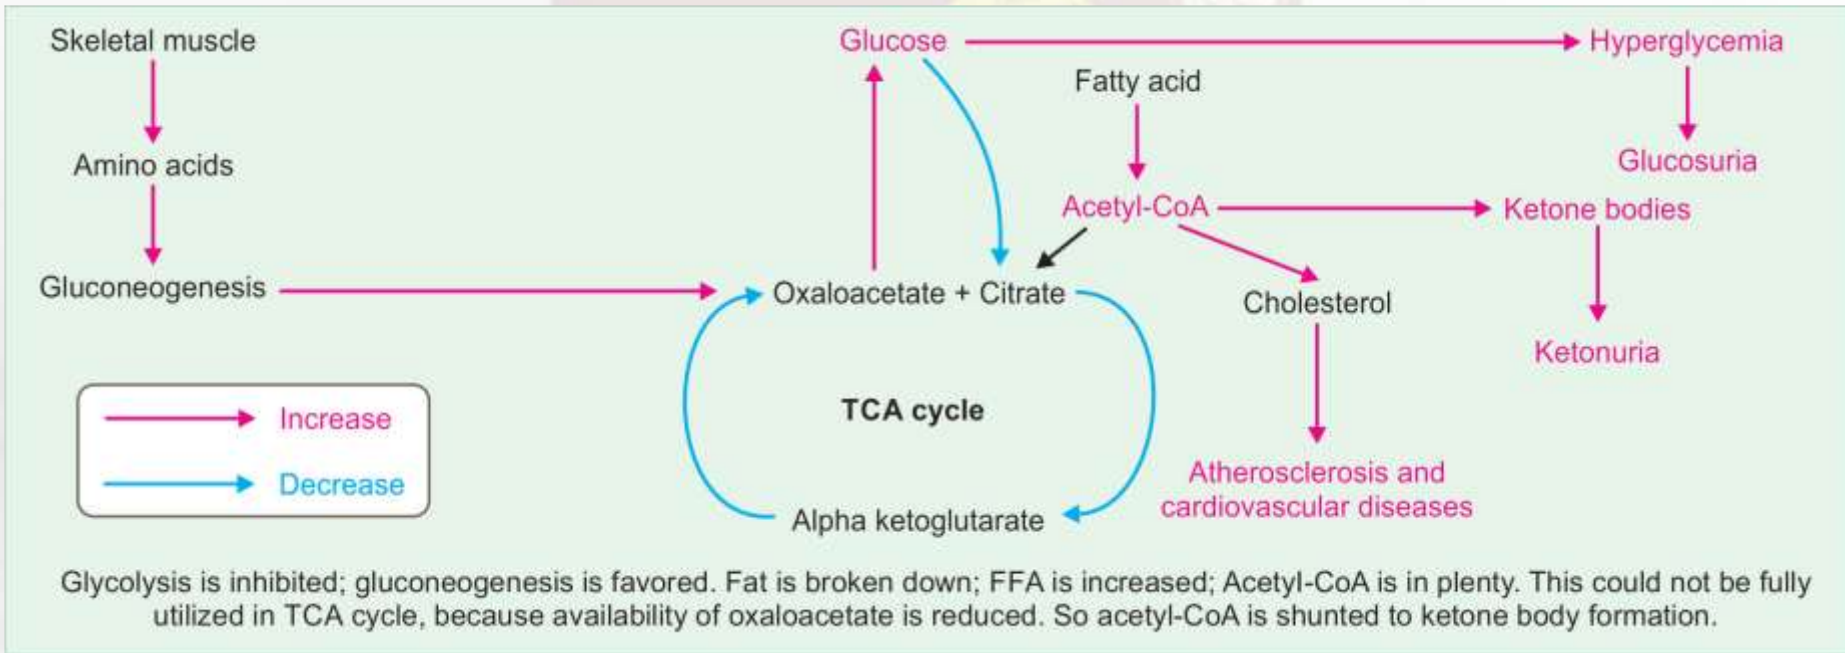 Skeletal muscle
Glucose
Hyperglycemia
Fatty acid
Amino acids
Glucosuria
Acetyl-CoA
Ketone bodies
Gluconeogenesis
Oxaloacetate + Citrate
Cholesterol
Ketonuria
TCA cycle
Increase
Decrease
Atherosclerosis and
cardiovascular diseases
Alpha ketoglutarate
Glycolysis is inhibited; gluconeogenesis is favored. Fat is broken down; FFA is increased; Acetyl-CoA is in plenty. This could not be fully
utilized in TCA cycle, because availability of oxaloacetate is reduced. So acetyl-CoA is shunted to ketone body formation.